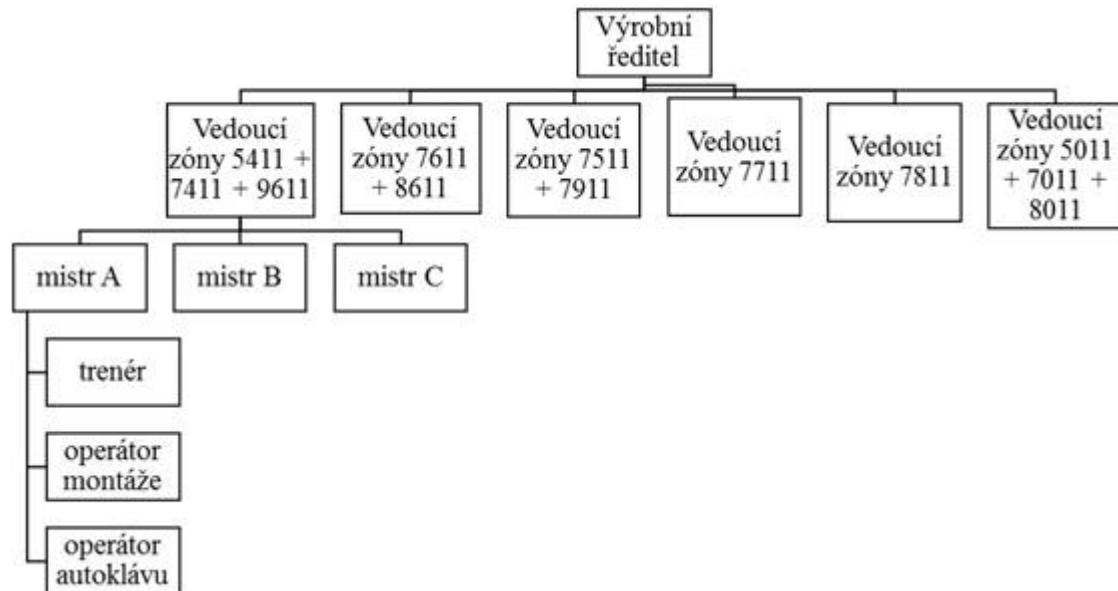 Výrobní
ředitel
Vedoucí
zóny 5411 +
7411 + 9611
Vedoucí
zóny 7611
+ 8611
Vedoucí
zóny 7511
+ 7911
Vedoucí
zóny 7711
Vedoucí
zóny 7811
Vedoucí
zóny 5011
+ 7011 +
8011
mistr A
mistr B
mistr C
trenér
operátor
montáže
operátor
autoklávu